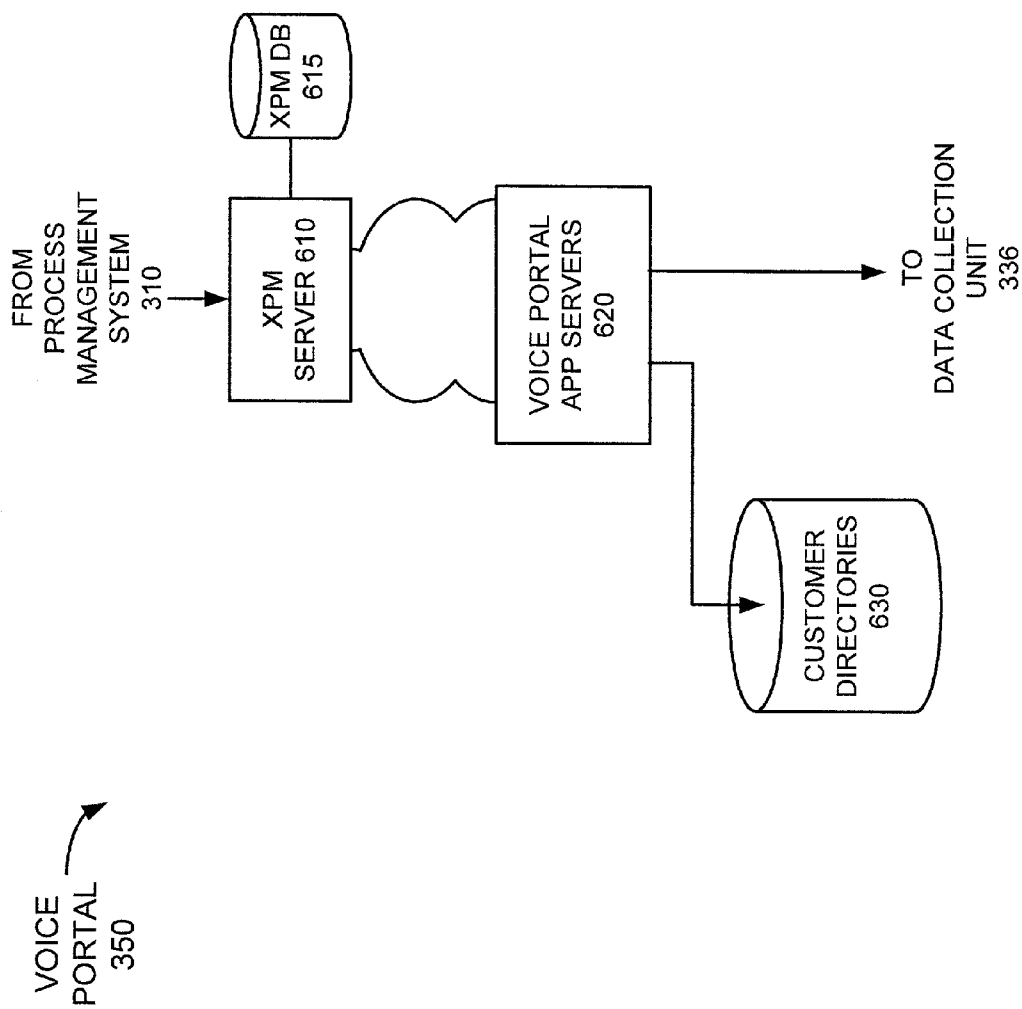 VOICE
PORTAL
350
FROM
PROCESS
MANAGEMENT
SYSTEM
310
XPM
SERVER 610
XPM DB
615
VOICE PORTAL
APP SERVERS
620
CUSTOMER
DIRECTORIES
630
TO
DATA COLLECTION
UNIT
336